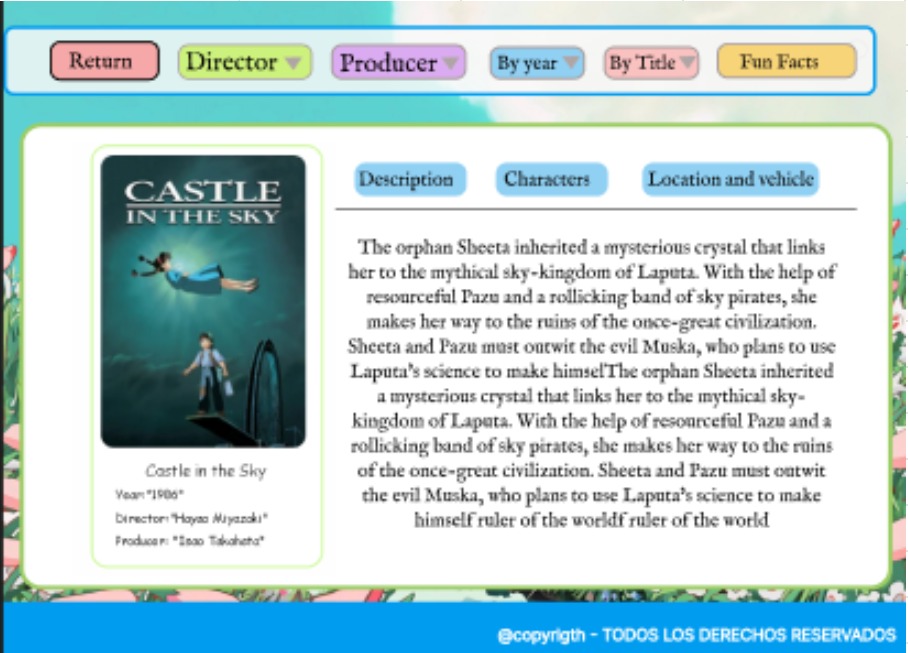 Return
Director
Producer
By year
By Title
Fun Facts
CASTLE
IN THE SKY
Castle in the Sky
Year: "1986"
Director: "Hayao Miyazaki"
Producer: "Isao Takahata"
Description
Characters
Location and vehicle
The orphan Sheeta inherited a mysterious crystal that links
her to the mythical sky-kingdom of Laputa. With the help of
resourceful Pazu and a rollicking band of sky pirates, she
makes her way to the ruins of the once-great civilization.
Sheeta and Pazu must outwit the evil Muska, who plans to use
Laputa's science to make himselThe orphan Sheeta inherited
a mysterious crystal that links her to the mythical sky-
kingdom of Laputa. With the help of resourceful Pazu and a
rollicking band of sky pirates, she makes her way to the ruins
of the once-great civilization. Sheeta and Pazu must outwit
the evil Muska, who plans to use Laputa's science to make
himself ruler of the worldf ruler of the world
@copyrigth - TODOS LOS DERECHOS RESERVADOS